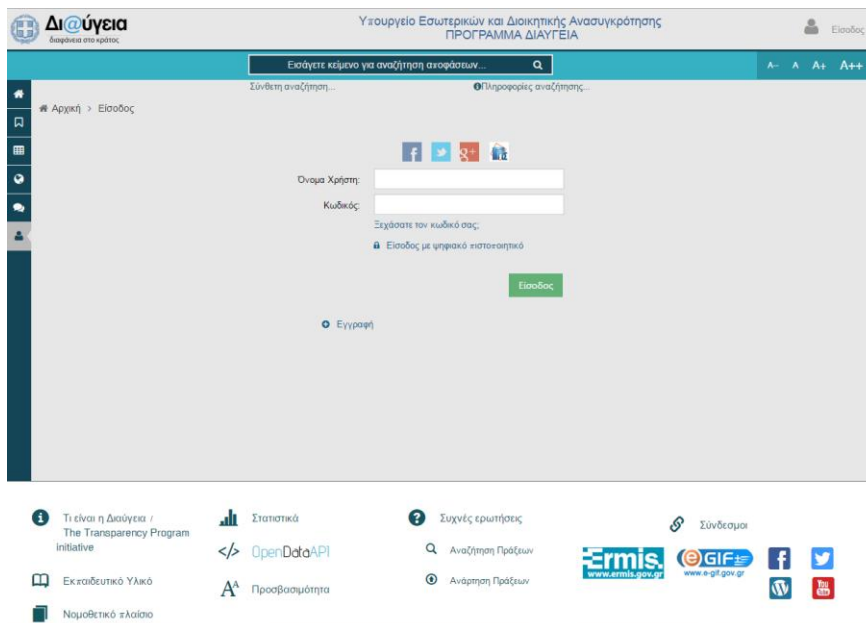 Δι@ύγεια
διαφάνεια στο κράτος
Υπουργείο Εσωτερικών και Διοικητικής Ανασυγκρότησης
ΠΡΟΓΡΑΜΜΑ ΔΙΑΥΓΕΙΑ
Είσοδος
Εισάγετε κείμενο για αναζήτηση αποφάσεων...
A- A A+ A++
Σύνθετη αναζήτηση...
Πληροφορίες αναζήτησης...
Αρχική > Είσοδος
Όνομα Χρήστη:
Κωδικός:
Ξεχάσατε τον κωδικό σας;
Είσοδος με ψηφιακό πιστοποιητικό
Είσοδος
Εγγραφή
Τι είναι η Διαύγεια /
The Transparency Program
initiative
Εκπαιδευτικό Υλικό
Νομοθετικό πλαίσιο
Στατιστικά
OpenDataAPI
Προσβασιμότητα
Συχνές ερωτήσεις
Αναζήτηση Πράξεων
Ανάρτηση Πράξεων
Σύνδεσμοι
Ermis.
www.ermis.gov.gr
eGIF
www.e-gif.gov.gr
You
Tube